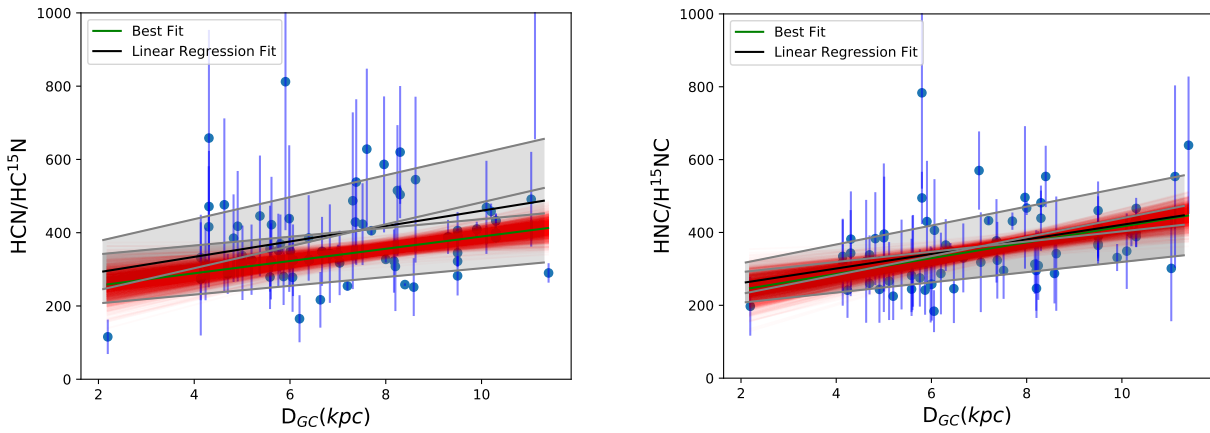 1000
800
600
400
200
0
HCN/HC¹⁵N
Best Fit
Linear Regression Fit
2 4 6 8 10
D_GC(kpc)
1000
800
600
400
200
0
HNC/H¹⁵NC
Best Fit
Linear Regression Fit
2 4 6 8 10
D_GC(kpc)